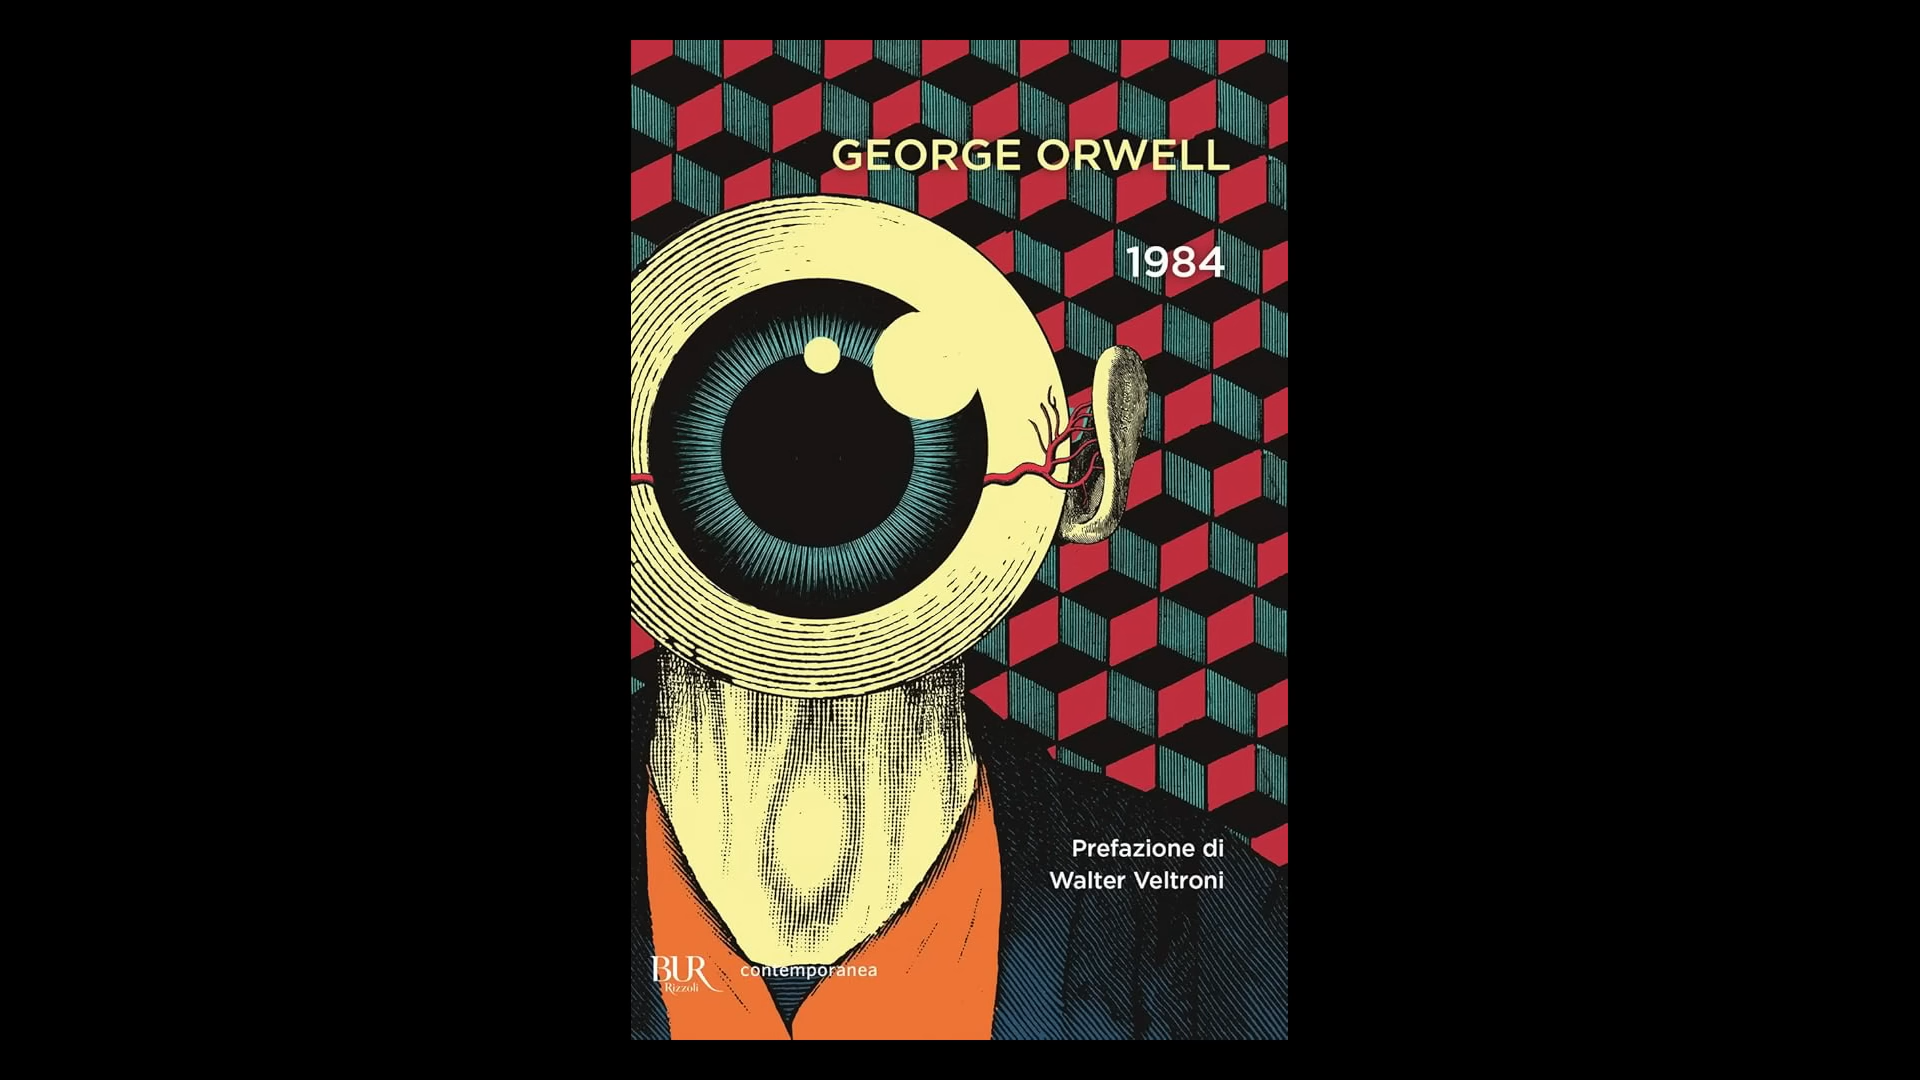 GEORGE ORWELL
1984
Prefazione di
Walter Veltroni
BUR
Rizzoli
contemporanea